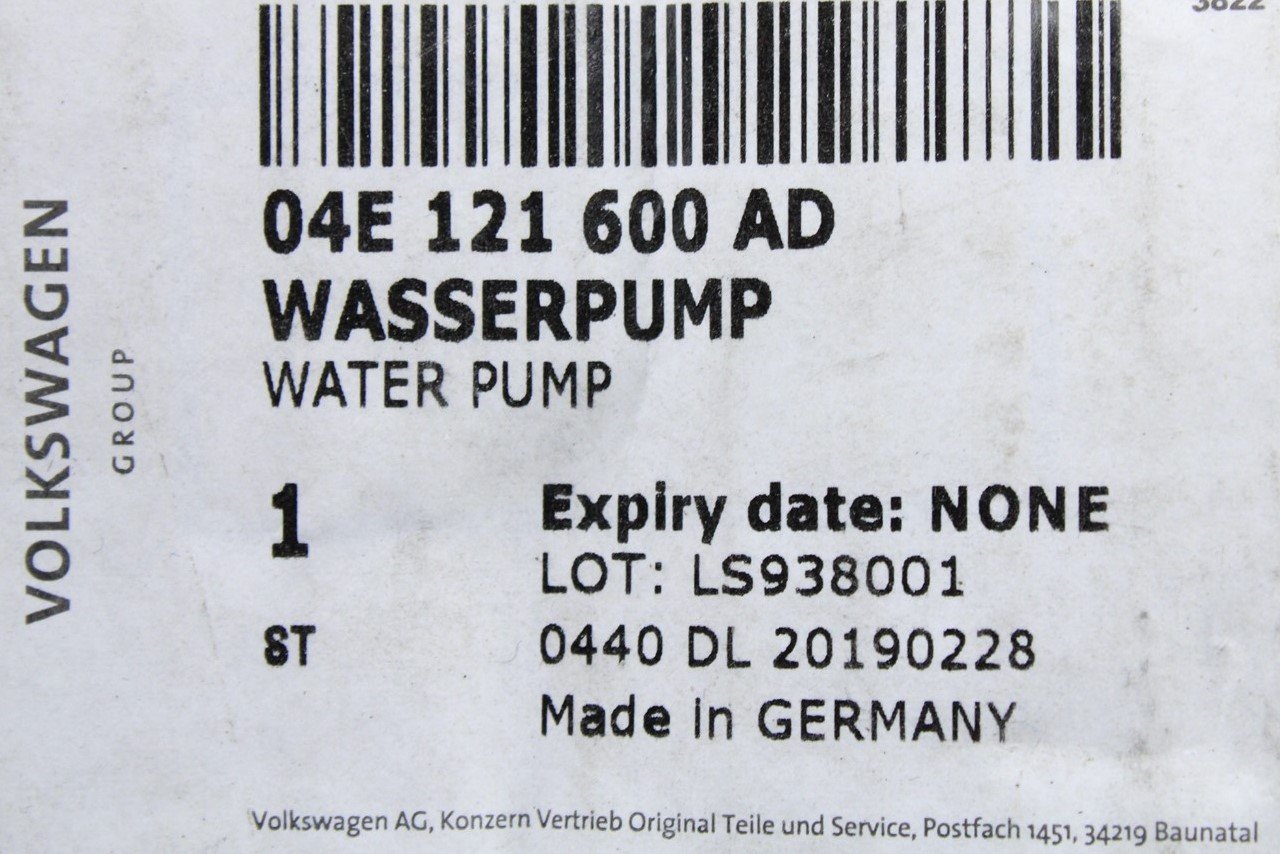 3822
04E 121 600 AD
WASSERPUMP
WATER PUMP
1
Expiry date: NONE
LOT: LS938001
ST
0440 DL 20190228
Made in GERMANY
VOLKSWAGEN
GROUP
Volkswagen AG, Konzern Vertrieb Original Teile und Service, Postfach 1451, 34219 Baunatal